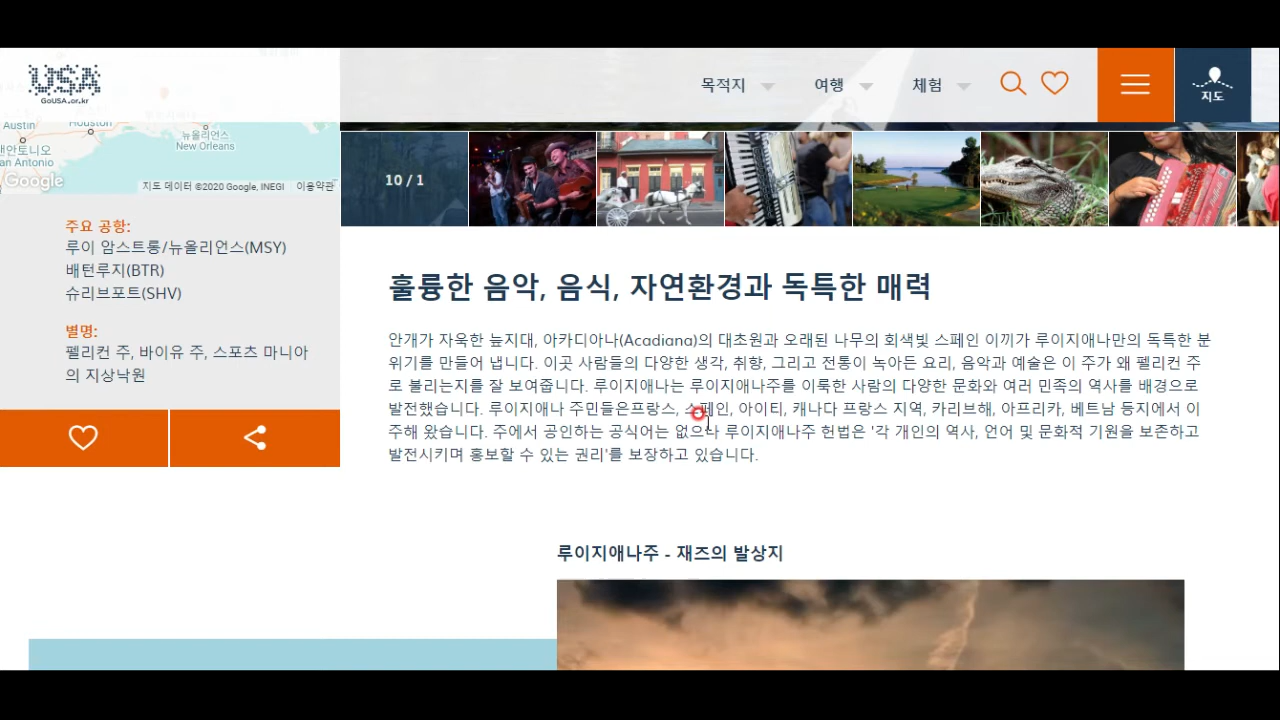 USA
GoUSA.or.kr
목적지
여행
체험
지도
Austin
Houston
뉴올리언스
New Orleans
샌안토니오
an Antonio
Google
지도 데이터 ©2020 Google, INEGI 이용약관
10 / 1
주요 공항:
루이 암스트롱/뉴올리언스(MSY)
배턴루지(BTR)
슈리브포트(SHV)
별명:
펠리컨 주, 바이유 주, 스포츠 마니아
의 지상낙원
훌륭한 음악, 음식, 자연환경과 독특한 매력
안개가 자욱한 늪지대, 아카디아나(Acadiana)의 대초원과 오래된 나무의 회색빛 스페인 이끼가 루이지애나만의 독특한 분
위기를 만들어 냅니다. 이곳 사람들의 다양한 생각, 취향, 그리고 전통이 녹아든 요리, 음악과 예술은 이 주가 왜 펠리컨 주
로 불리는지를 잘 보여줍니다. 루이지애나는 루이지애나주를 이룩한 사람의 다양한 문화와 여러 민족의 역사를 배경으로
발전했습니다. 루이지애나 주민들은프랑스, 스페인, 아이티, 캐나다 프랑스 지역, 카리브해, 아프리카, 베트남 등지에서 이
주해 왔습니다. 주에서 공인하는 공식어는 없으나 루이지애나주 헌법은 '각 개인의 역사, 언어 및 문화적 기원을 보존하고
발전시키며 홍보할 수 있는 권리'를 보장하고 있습니다.
루이지애나주 - 재즈의 발상지